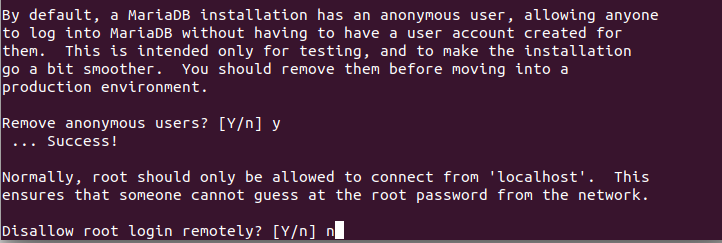 By default, a MariaDB installation has an anonymous user, allowing anyone
to log into MariaDB without having to have a user account created for
them.  This is intended only for testing, and to make the installation
go a bit smoother.  You should remove them before moving into a
production environment.
Remove anonymous users? [Y/n] y
 ... Success!
Normally, root should only be allowed to connect from 'localhost'.  This
ensures that someone cannot guess at the root password from the network.
Disallow root login remotely? [Y/n] n